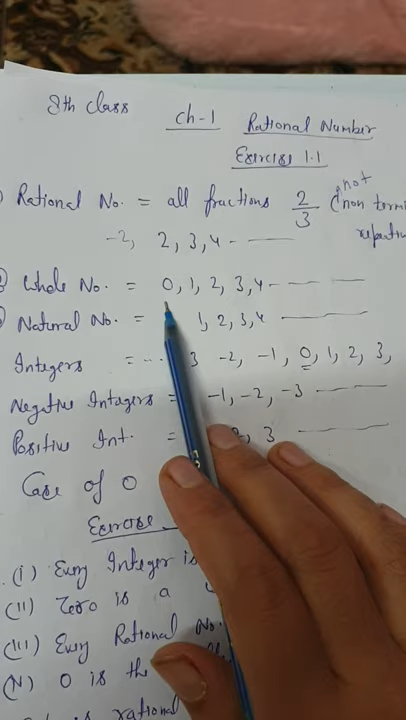 8th class
Ch-1 Rational Number
Exercise 1.1
Rational No. = all fractions 2/3 (not non term
-2, 2, 3, 4 -
Whole No. = 0, 1, 2, 3, 4 -
Natural No. = 1, 2, 3, 4
Integers = ... 3 -2, -1, 0, 1, 2, 3,
Negative Intagers = -1, -2, -3
Positive Int. = 3
Case of 0
Exercise
(I) Every Integer is
(II) Zero is a
(III) Every Rational No.
(IV) 0 is the
rational